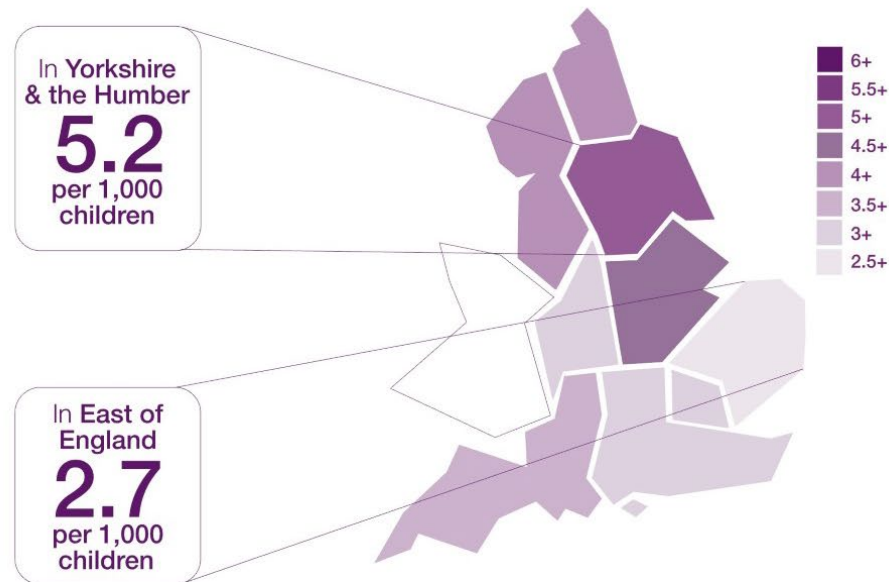 In Yorkshire
& the Humber
5.2
per 1,000
children
6+
5.5+
5+
4.5+
4+
3.5+
3+
2.5+
In East of
England
2.7
per 1,000
children